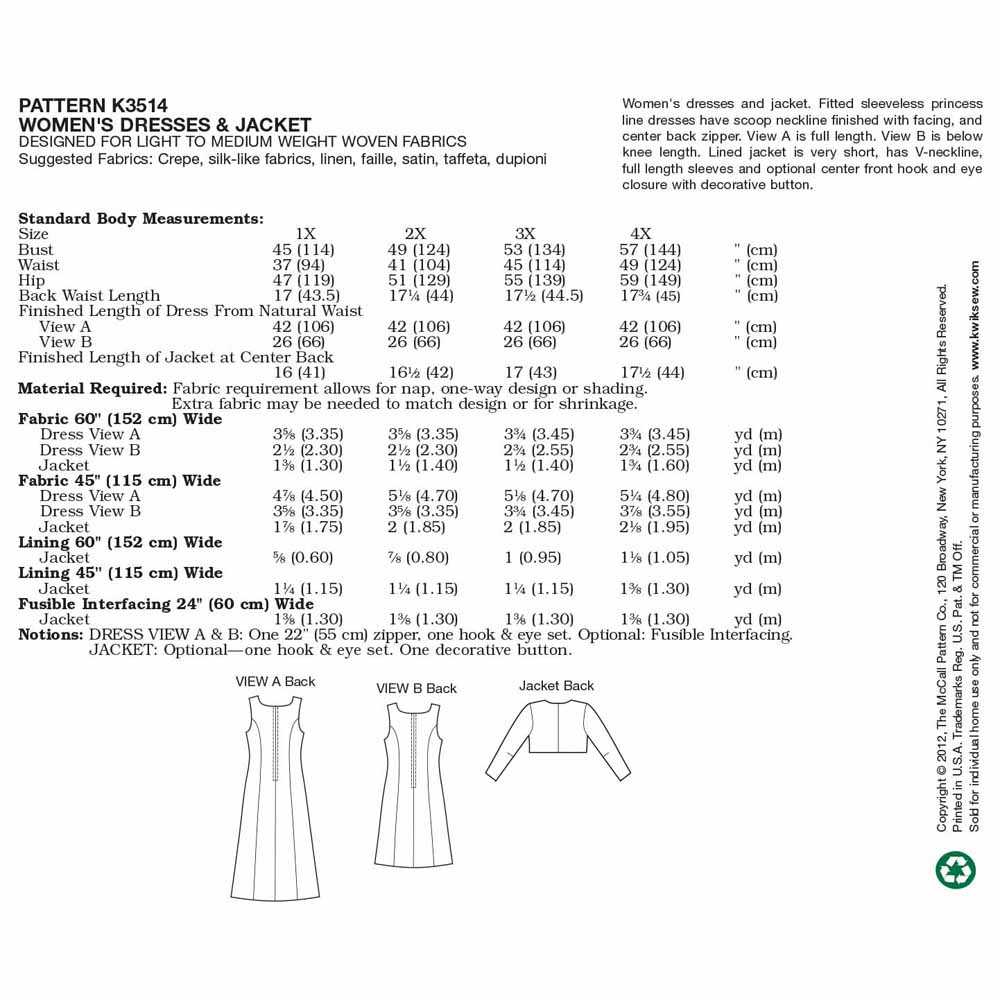 PATTERN K3514
WOMEN'S DRESSES & JACKET
DESIGNED FOR LIGHT TO MEDIUM WEIGHT WOVEN FABRICS
Suggested Fabrics: Crepe, silk-like fabrics, linen, faille, satin, taffeta, dupioni
Women's dresses and jacket. Fitted sleeveless princess
line dresses have scoop neckline finished with facing, and
center back zipper. View A is full length. View B is below
knee length. Lined jacket is very short, has V-neckline,
full length sleeves and optional center front hook and eye
closure with decorative button.
Standard Body Measurements:
Size 1X 2X 3X 4X
Bust 45 (114) 49 (124) 53 (134) 57 (144) " (cm)
Waist 37 (94) 41 (104) 45 (114) 49 (124) " (cm)
Hip 47 (119) 51 (129) 55 (139) 59 (149) " (cm)
Back Waist Length 17 (43.5) 17¼ (44) 17½ (44.5) 17¾ (45) " (cm)
Finished Length of Dress From Natural Waist
View A 42 (106) 42 (106) 42 (106) 42 (106) " (cm)
View B 26 (66) 26 (66) 26 (66) 26 (66) " (cm)
Finished Length of Jacket at Center Back
16 (41) 16½ (42) 17 (43) 17½ (44) " (cm)
Material Required: Fabric requirement allows for nap, one-way design or shading.
Extra fabric may be needed to match design or for shrinkage.
Fabric 60" (152 cm) Wide
Dress View A 3⅝ (3.35) 3⅝ (3.35) 3¾ (3.45) 3¾ (3.45) yd (m)
Dress View B 2½ (2.30) 2½ (2.30) 2¾ (2.55) 2¾ (2.55) yd (m)
Jacket 1⅜ (1.30) 1½ (1.40) 1½ (1.40) 1¾ (1.60) yd (m)
Fabric 45" (115 cm) Wide
Dress View A 4⅞ (4.50) 5⅛ (4.70) 5⅛ (4.70) 5¼ (4.80) yd (m)
Dress View B 3⅝ (3.35) 3⅝ (3.35) 3¾ (3.45) 3⅞ (3.55) yd (m)
Jacket 1⅞ (1.75) 2 (1.85) 2 (1.85) 2⅛ (1.95) yd (m)
Lining 60" (152 cm) Wide
Jacket ⅝ (0.60) ⅞ (0.80) 1 (0.95) 1⅛ (1.05) yd (m)
Lining 45" (115 cm) Wide
Jacket 1¼ (1.15) 1¼ (1.15) 1¼ (1.15) 1⅜ (1.30) yd (m)
Fusible Interfacing 24" (60 cm) Wide
Jacket 1⅜ (1.30) 1⅜ (1.30) 1⅜ (1.30) 1⅜ (1.30) yd (m)
Notions: DRESS VIEW A & B: One 22" (55 cm) zipper, one hook & eye set. Optional: Fusible Interfacing.
JACKET: Optional—one hook & eye set. One decorative button.
VIEW A Back
VIEW B Back
Jacket Back
Copyright © 2012, The McCall Pattern Co., 120 Broadway, New York, NY 10271, All Rights Reserved.
Printed in U.S.A. Trademarks Reg. U.S. Pat. & TM Off.
Sold for individual home use only and not for commercial or manufacturing purposes. www.kwiksew.com